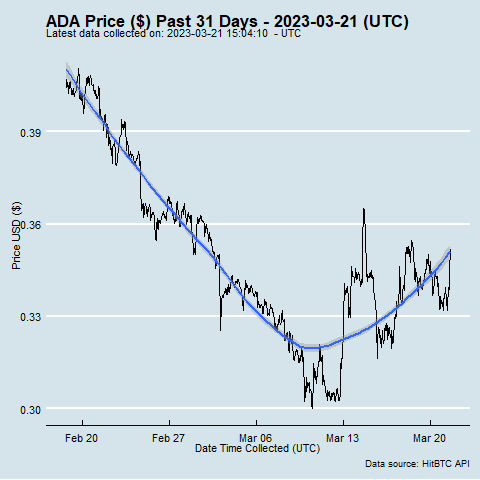 ADA Price ($) Past 31 Days - 2023-03-21 (UTC)
Latest data collected on: 2023-03-21 15:04:10 - UTC
0.39
0.36
0.33
0.30
Price USD ($)
Feb 20 Feb 27 Mar 06 Mar 13 Mar 20
Date Time Collected (UTC)
Data source: HitBTC API